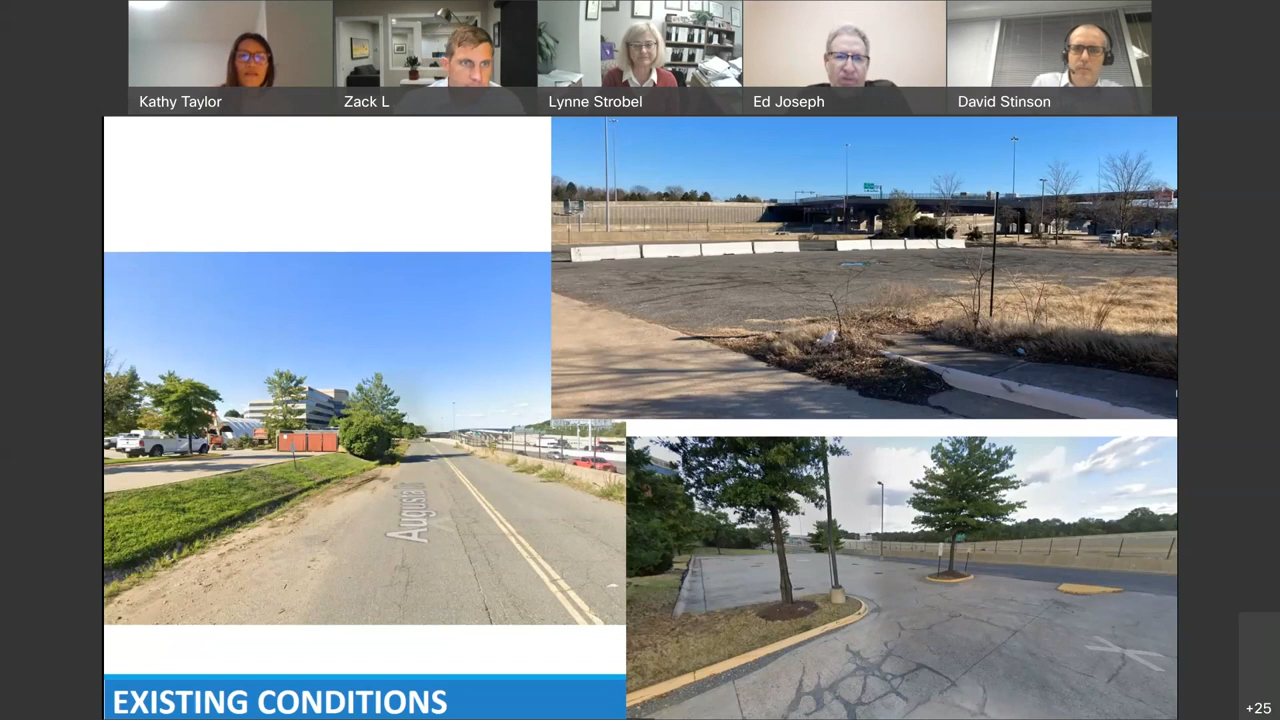 Kathy Taylor
Zack L
Lynne Strobel
Ed Joseph
David Stinson
EXISTING CONDITIONS
+25